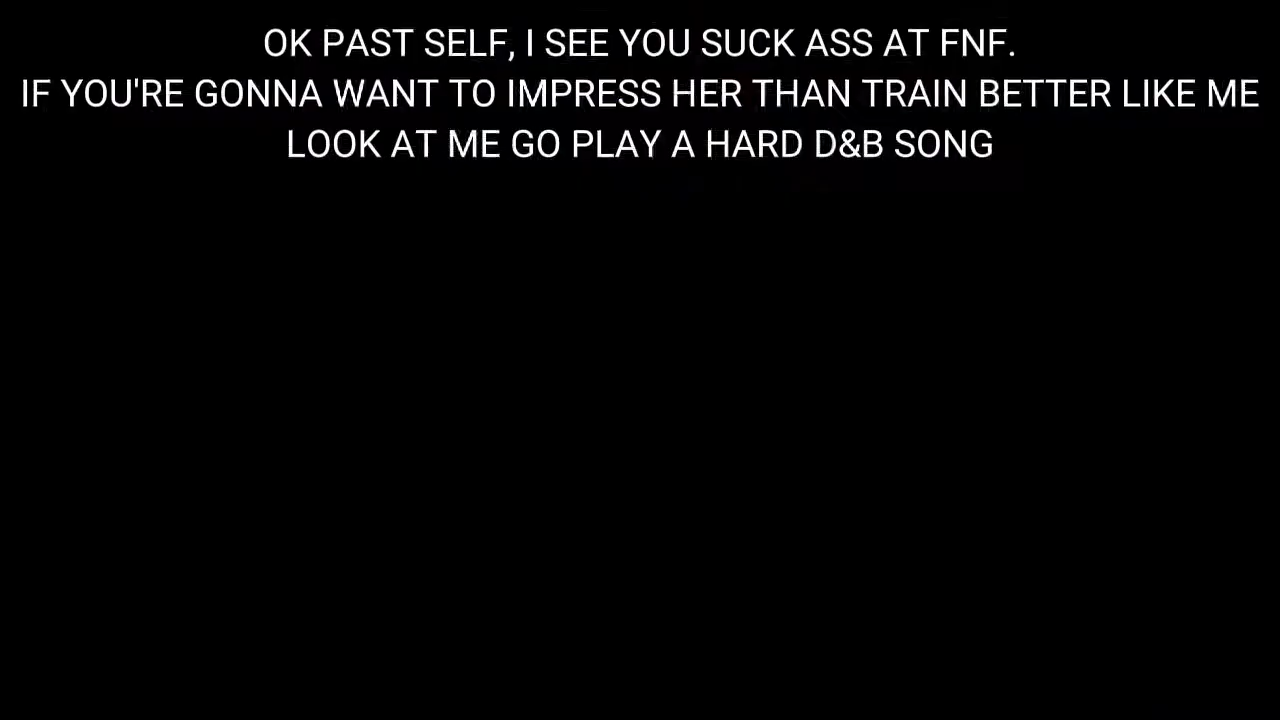 OK PAST SELF, I SEE YOU SUCK ASS AT FNF.
IF YOU'RE GONNA WANT TO IMPRESS HER THAN TRAIN BETTER LIKE ME
LOOK AT ME GO PLAY A HARD D&B SONG